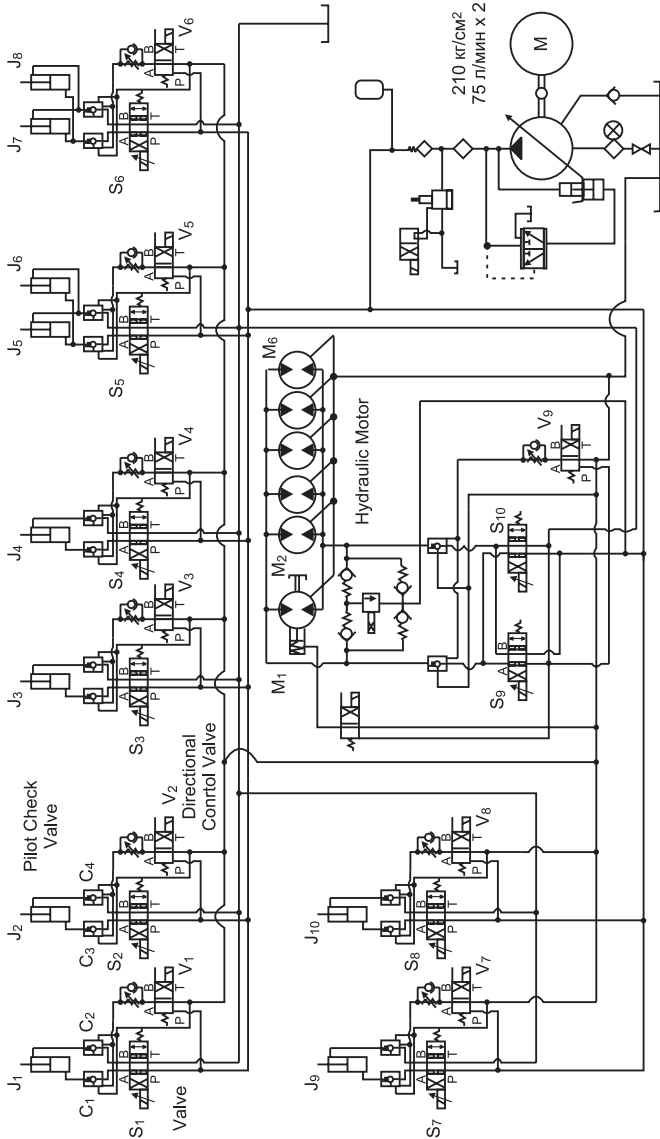 J1
J2
J3
J4
J5
J6
J7
J8
Pilot Check
Valve
C1
C2
C3
C4
S1
A
B
P
T
S2
A
B
P
T
S3
A
B
P
T
S4
A
B
P
T
S5
A
B
P
T
S6
A
B
P
T
V1
A
B
P
T
V2
A
B
P
T
V3
A
B
P
T
V4
A
B
P
T
V5
A
B
P
T
V6
A
B
P
T
Valve
Directional
Conrtol Valve
M1
M2
M6
Hydraulic Motor
210 кг/см²
75 л/мин x 2
M
J9
J10
S7
A
B
P
T
S8
A
B
P
T
V7
A
B
P
T
V8
A
B
P
T
S9
A
B
P
T
S10
A
B
P
T
V9
A
B
P
T